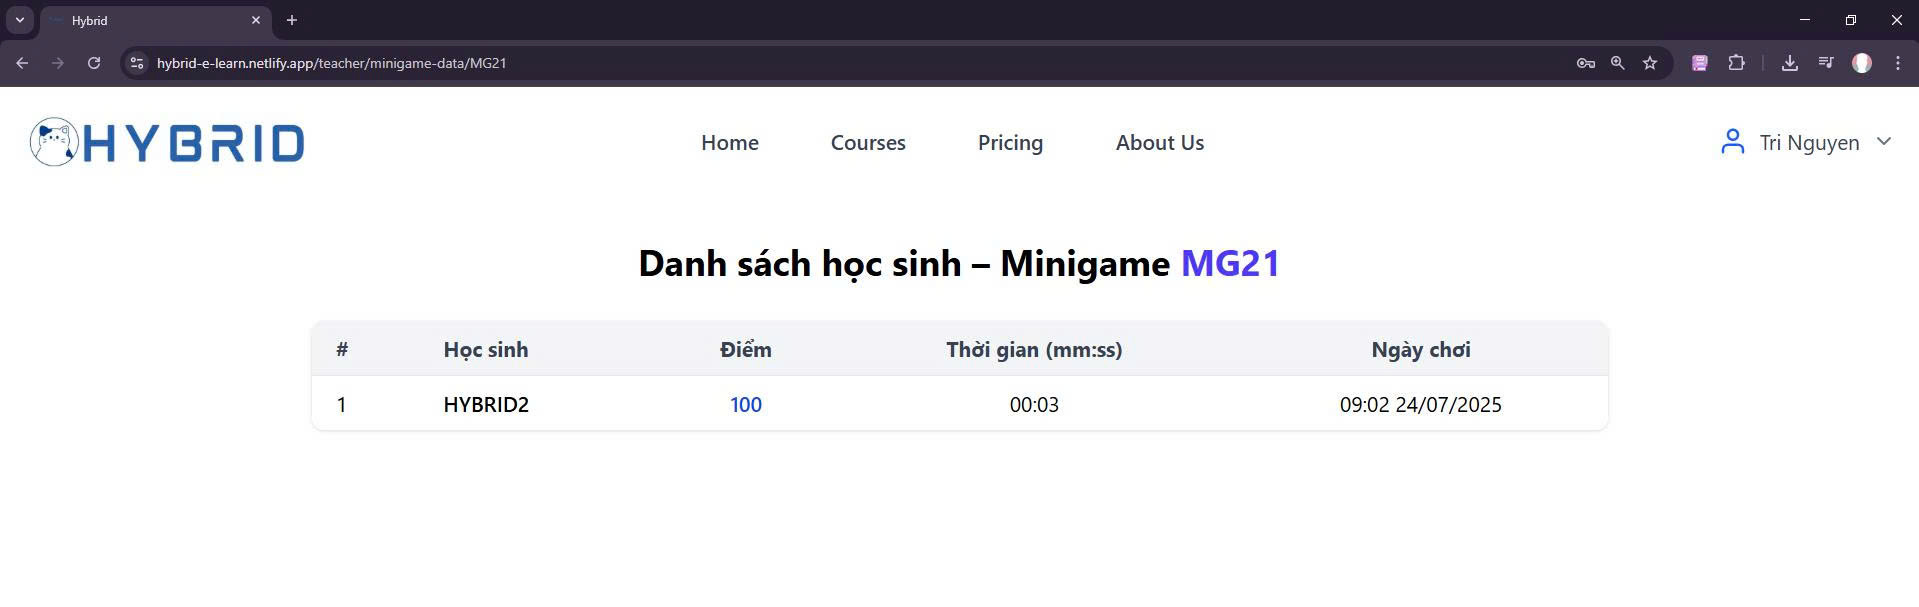 Hybrid
hybrid-e-learn.netlify.app/teacher/minigame-data/MG21
HYBRID
Home
Courses
Pricing
About Us
Tri Nguyen
Danh sách học sinh – Minigame MG21
# Học sinh Điểm Thời gian (mm:ss) Ngày chơi
1 HYBRID2 100 00:03 09:02 24/07/2025